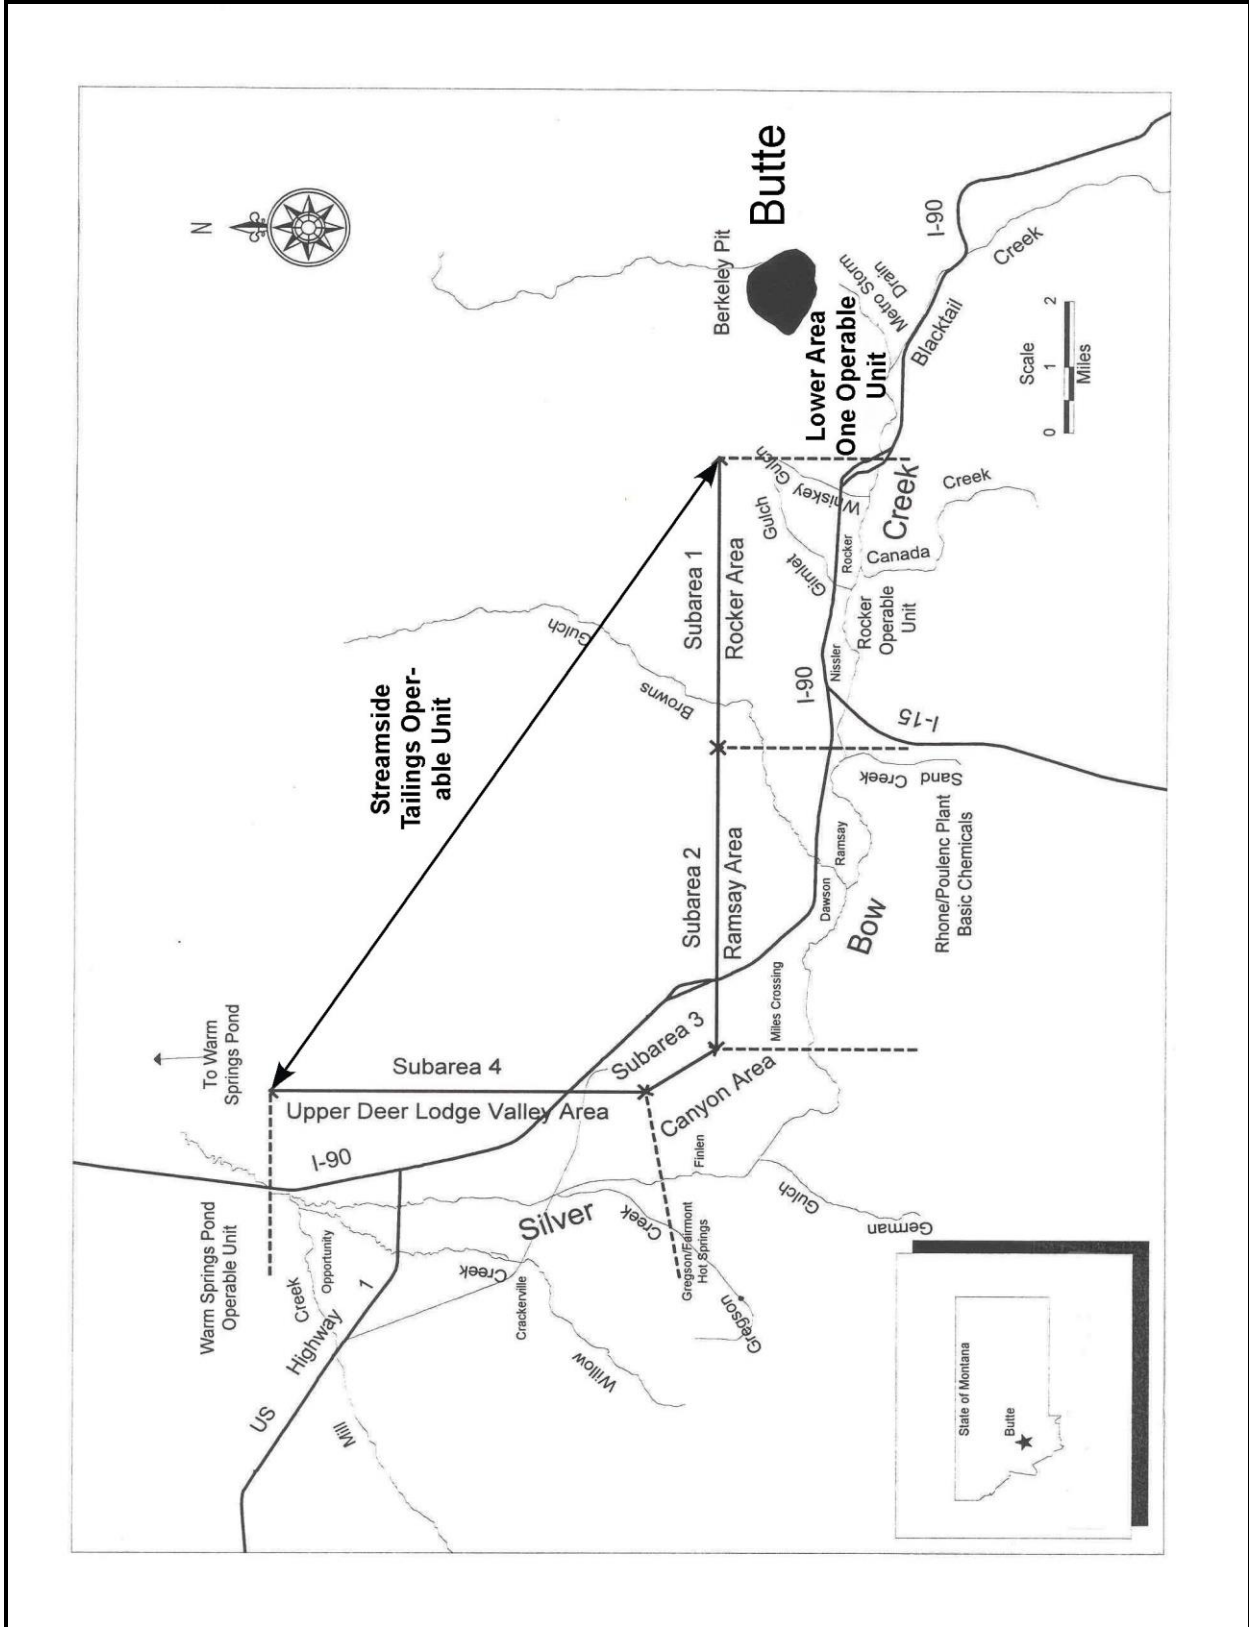 N
Butte
Berkeley Pit
Metro Storm
Drain
Lower Area
One Operable
Unit
I-90
Creek
Blacktail
Scale
0 1 2
Miles
Streamside
Tailings Oper-
able Unit
Subarea 1
Rocker Area
Gulch
Whiskey
Gulch
Gimlet
Rocker
Creek
Canada
Creek
Rocker
Operable
Unit
Gulch
Browns
I-90
Nissler
I-15
Subarea 2
Ramsay Area
Sand Creek
Ramsay
Dawson
Bow
Rhone/Poulenc Plant
Basic Chemicals
Miles Crossing
To Warm
Springs Pond
Subarea 4
Upper Deer Lodge Valley Area
Subarea 3
Canyon Area
I-90
Finlen
Silver
Creek
Gregson/Fairmont
Hot Springs
Gregson
Gulch
German
Warm Springs Pond
Operable Unit
Creek
Opportunity
Creek
Crackerville
Willow
US
Highway
1
Mill
State of Montana
Butte